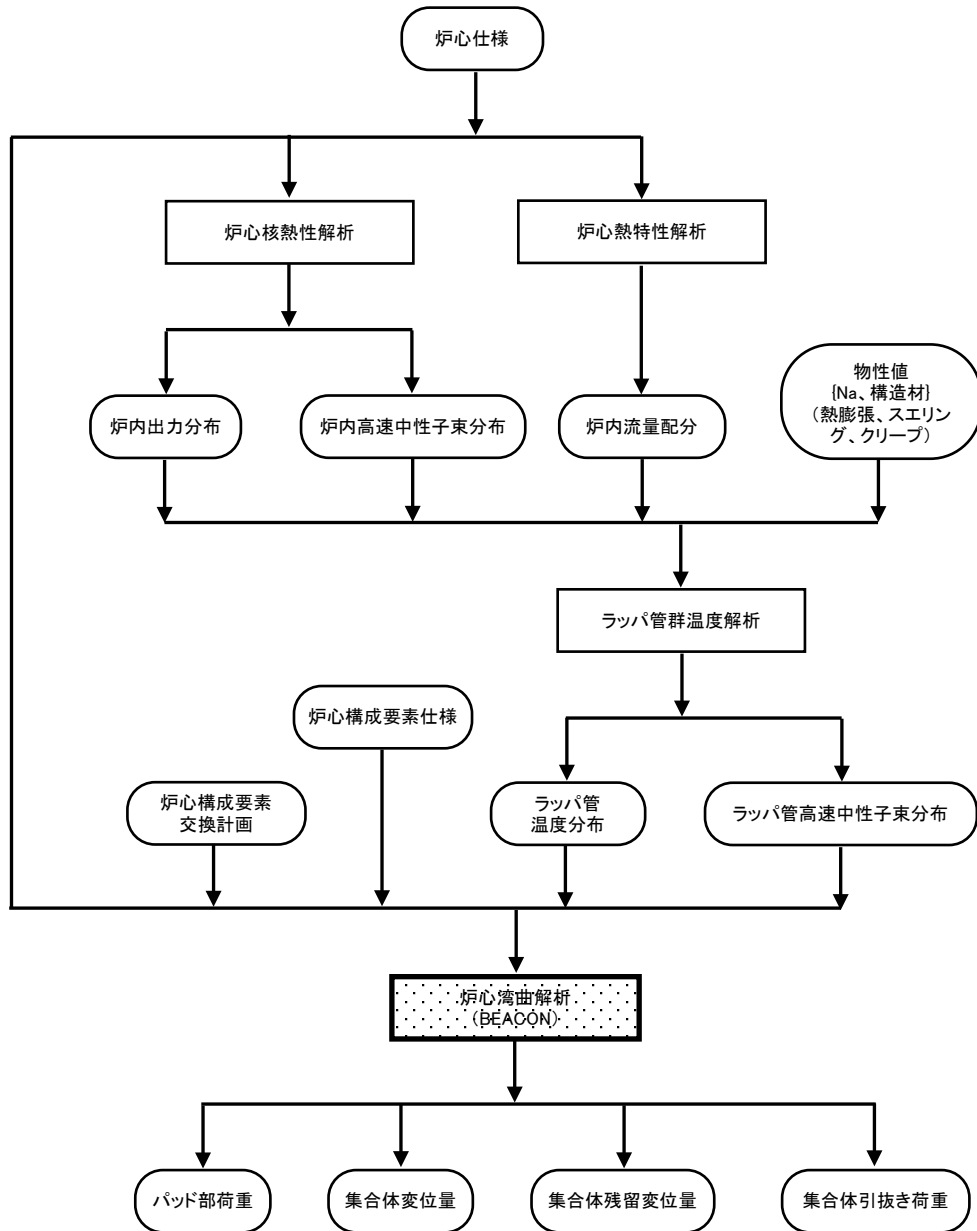 炉心仕様
炉心核熱性解析
炉心熱特性解析
物性値
{Na、構造材}
(熱膨張、スエリン
グ、クリープ)
炉内出力分布
炉内高速中性子束分布
炉内流量配分
ラッパ管群温度解析
炉心構成要素仕様
炉心構成要素
交換計画
ラッパ管
温度分布
ラッパ管高速中性子束分布
炉心湾曲解析
(BEACON)
パッド部荷重
集合体変位量
集合体残留変位量
集合体引抜き荷重